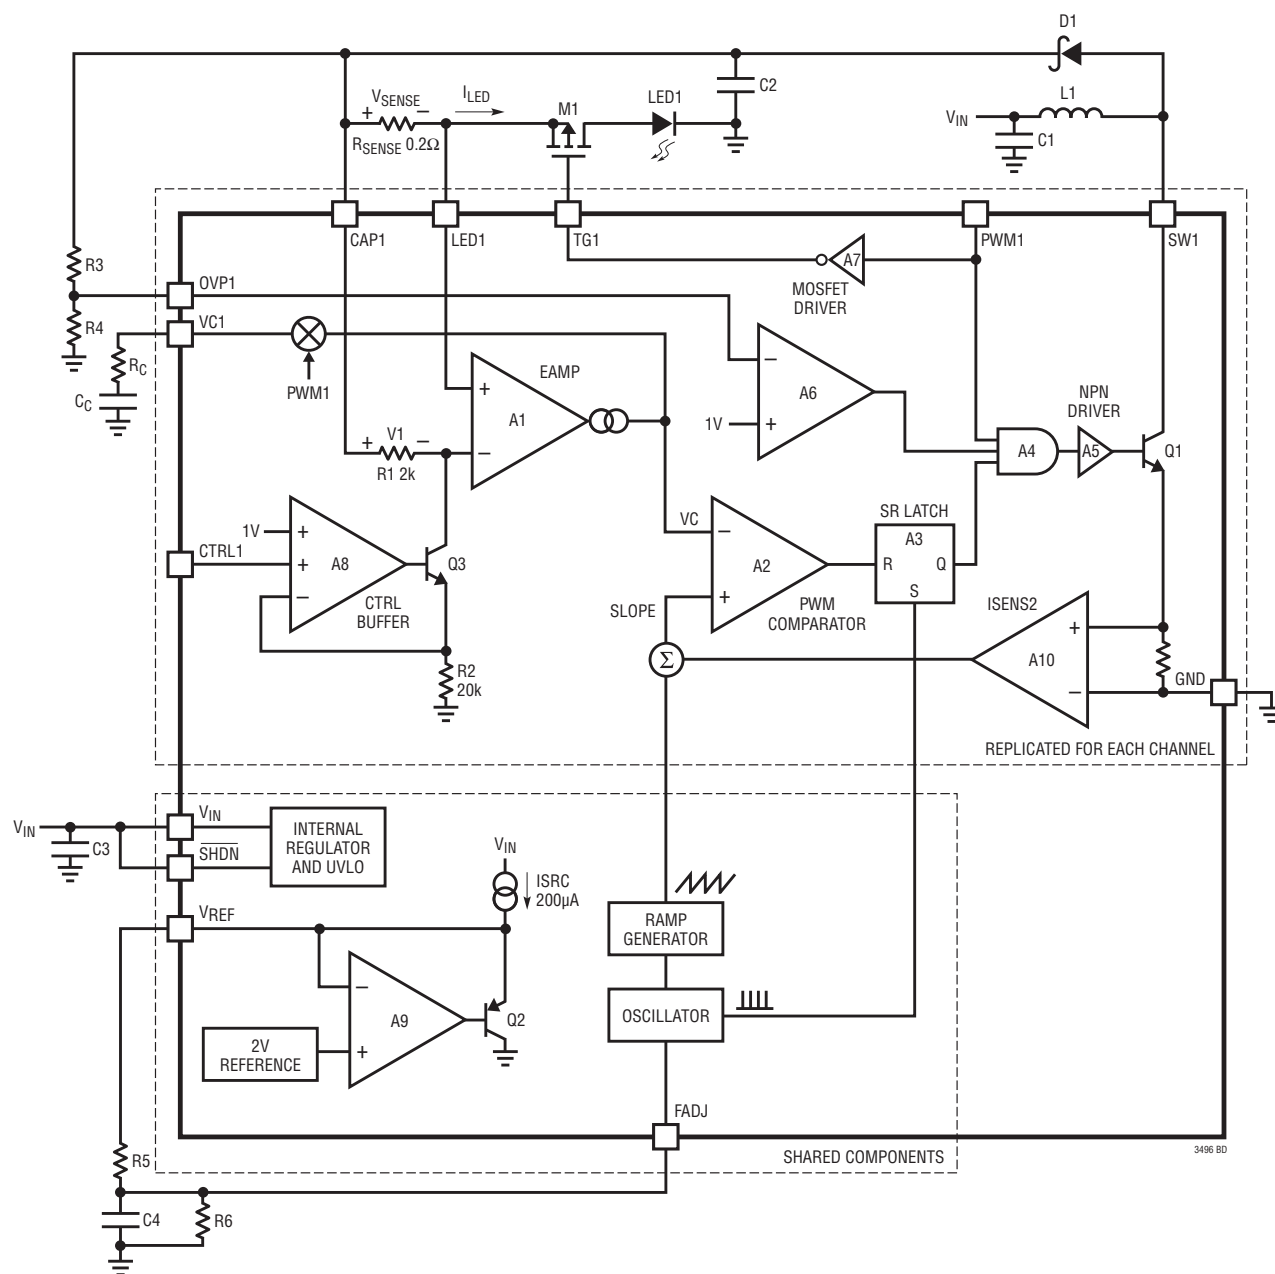 D1
VSENSE
+ −
ILED
M1
LED1
C2
L1
VIN
C1
RSENSE 0.2Ω
CAP1
LED1
TG1
PWM1
SW1
R3
OVP1
A7
MOSFET
DRIVER
R4
VC1
RC
CC
PWM1
EAMP
+
A1
−
−
A6
1V
+
NPN
DRIVER
A4
A5
Q1
+ V1 −
R1 2k
VC
−
A2
+
PWM
COMPARATOR
SR LATCH
A3
R
Q
S
1V
+
CTRL1
+
A8
−
Q3
CTRL
BUFFER
SLOPE
Σ
ISENS2
+
A10
−
GND
R2
20k
REPLICATED FOR EACH CHANNEL
VIN
VIN
C3
SHDN
INTERNAL
REGULATOR
AND UVLO
VIN
ISRC
200µA
VREF
−
A9
+
Q2
2V
REFERENCE
RAMP
GENERATOR
OSCILLATOR
FADJ
R5
SHARED COMPONENTS
3496 BD
C4
R6